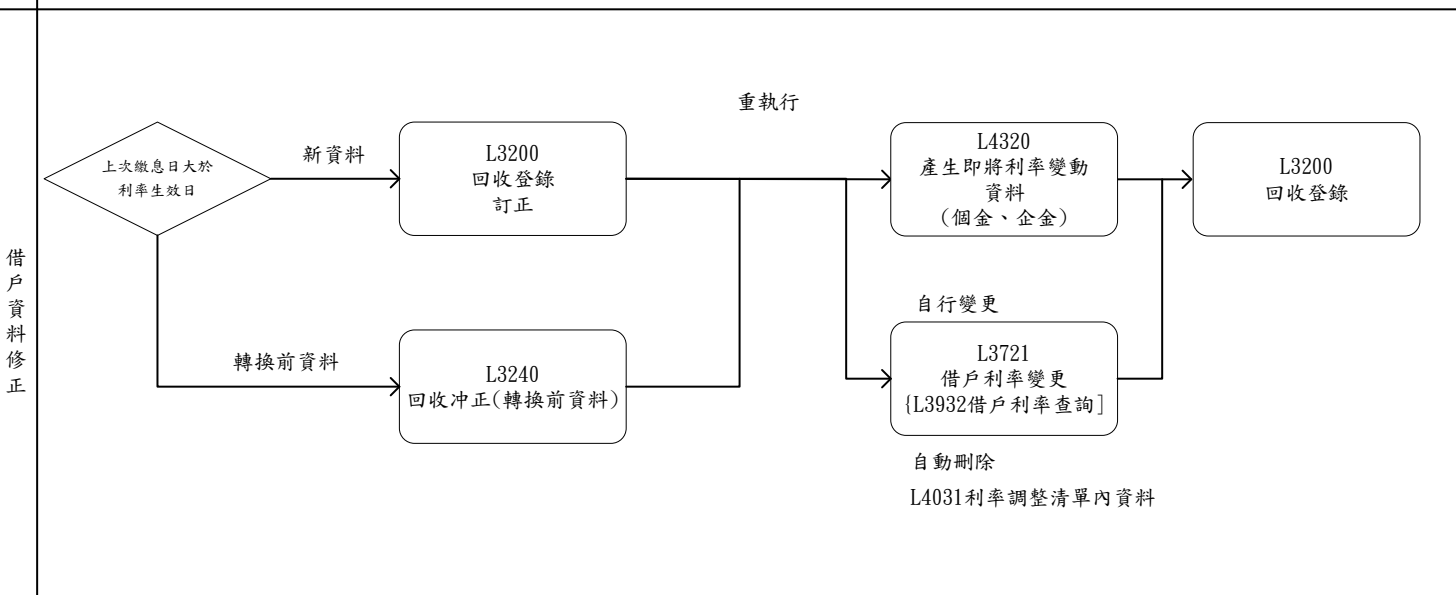 借戶資料修正
上次繳息日大於
利率生效日
新資料
L3200
回收登錄
訂正
轉換前資料
L3240
回收冲正(轉換前資料)
重執行
L4320
產生即將利率變動
資料
(個金、企金)
自行變更
L3721
借戶利率變更
{L3932借戶利率查詢]
自動刪除
L4031利率調整清單內資料
L3200
回收登錄